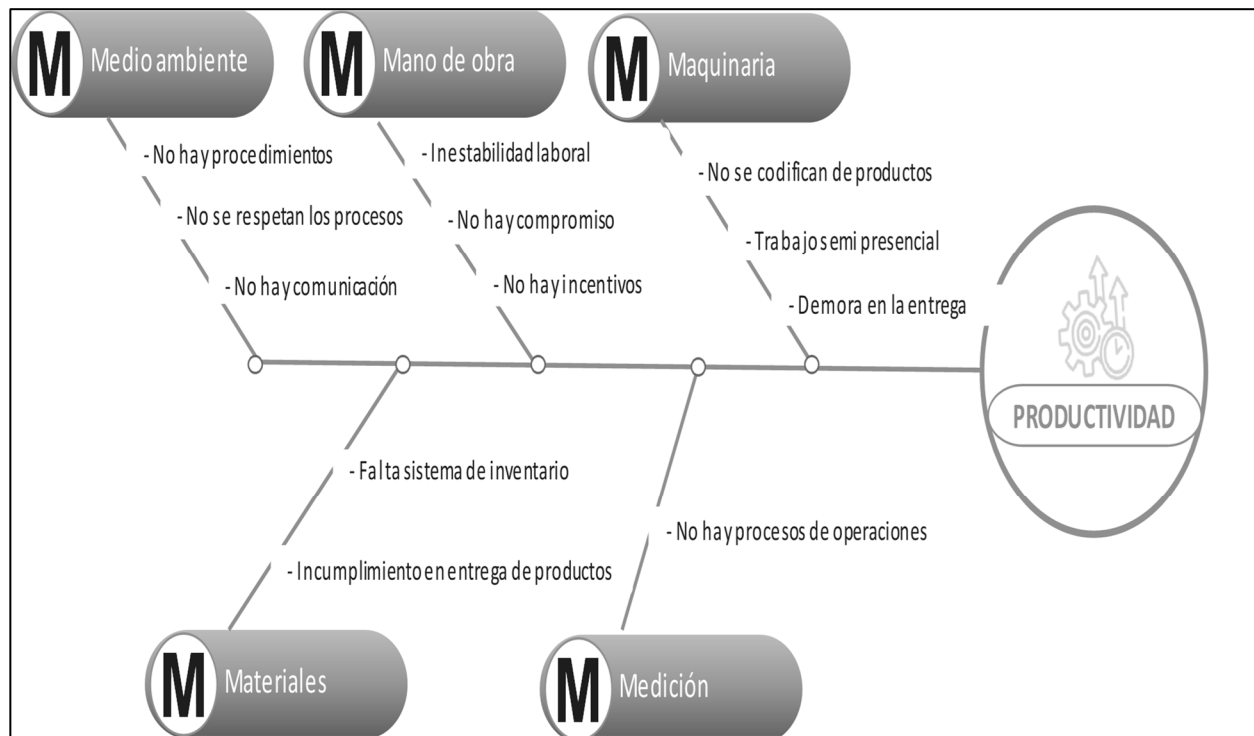 M Medio ambiente
M Mano de obra
M Maquinaria
- No hay procedimientos
- No se respetan los procesos
- No hay comunicación
- Inestabilidad laboral
- No hay compromiso
- No hay incentivos
- No se codifican de productos
- Trabajo semi presencial
- Demora en la entrega
PRODUCTIVIDAD
- Falta sistema de inventario
- Incumplimiento en entrega de productos
- No hay procesos de operaciones
M Materiales
M Medición